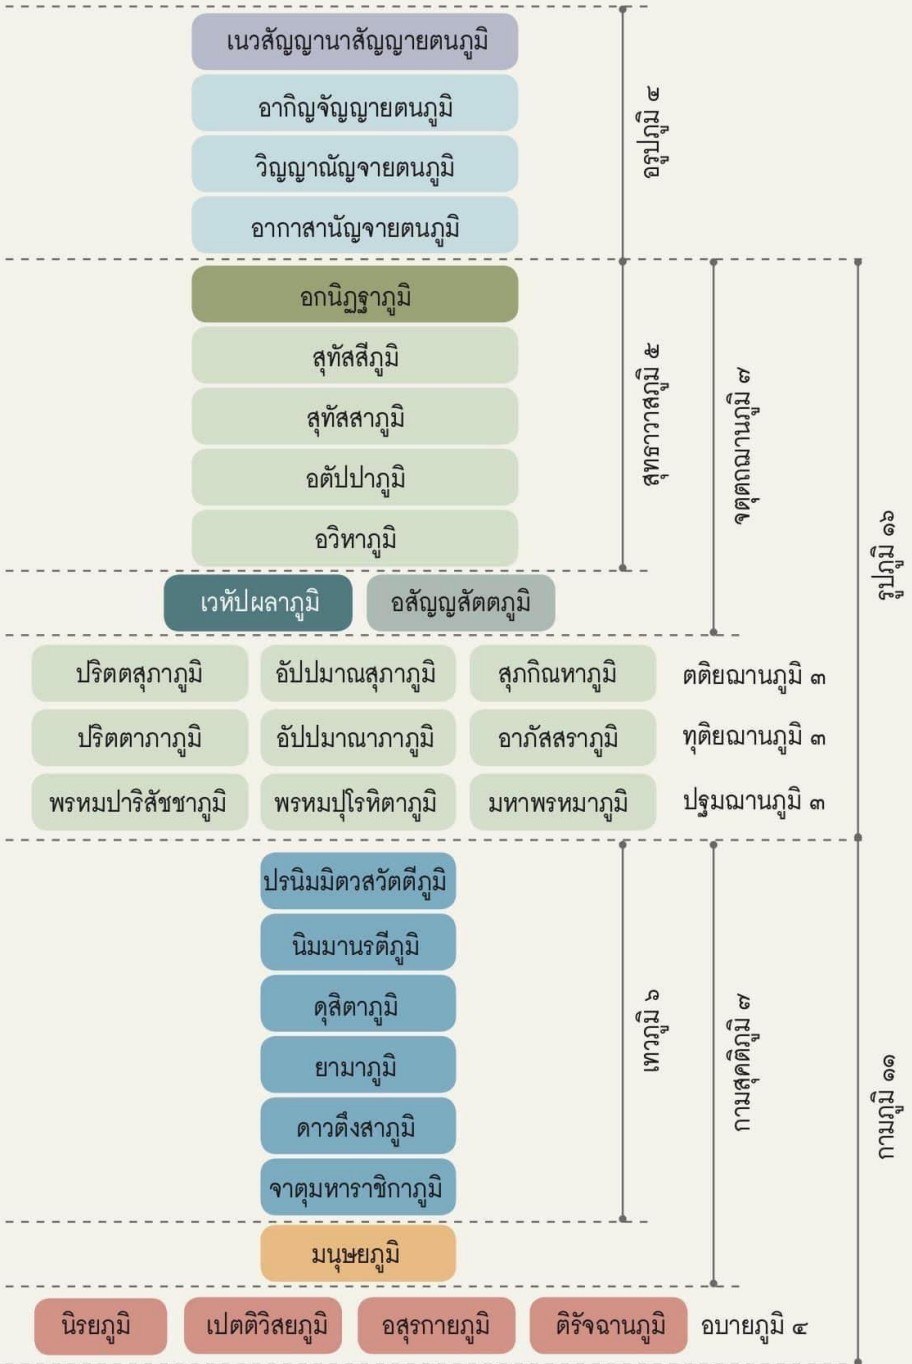 เนวสัญญานาสัญญายตนภูมิ
อากิญจัญญายตนภูมิ
วิญญาณัญจายตนภูมิ
อากาสานัญจายตนภูมิ
อรูปภูมิ ๔
อกนิฏฐาภูมิ
สุทัสสีภูมิ
สุทัสสาภูมิ
อตัปปาภูมิ
อวิหาภูมิ
สุทธาวาสภูมิ ๕
เวหัปผลาภูมิ อสัญญสัตตภูมิ
จตุตถฌานภูมิ ๗
ปริตตสุภาภูมิ อัปปมาณสุภาภูมิ สุภกิณหาภูมิ ตติยฌานภูมิ ๓
ปริตตาภาภูมิ อัปปมาณาภาภูมิ อาภัสสราภูมิ ทุติยฌานภูมิ ๓
พรหมปาริสัชชาภูมิ พรหมปุโรหิตาภูมิ มหาพรหมาภูมิ ปฐมฌานภูมิ ๓
รูปภูมิ ๑๖
ปรนิมมิตวสวัตตีภูมิ
นิมมานรตีภูมิ
ดุสิตาภูมิ
ยามาภูมิ
ดาวตึงสาภูมิ
จาตุมหาราชิกาภูมิ
เทวภูมิ ๖
มนุษยภูมิ
กามสุคติภูมิ ๗
นิรยภูมิ เปตติวิสยภูมิ อสุรกายภูมิ ติรัจฉานภูมิ อบายภูมิ ๔
กามภูมิ ๑๑